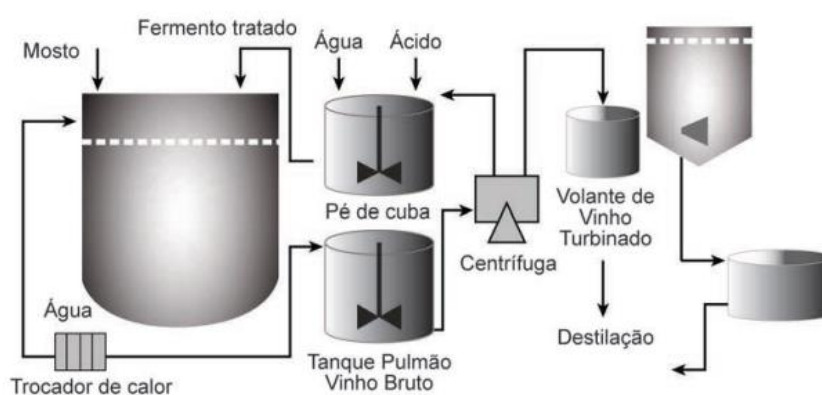 Fermento tratado
Mosto
Água
Ácido
Pé de cuba
Centrífuga
Volante de
Vinho
Turbinado
Água
Trocador de calor
Tanque Pulmão
Vinho Bruto
Destilação